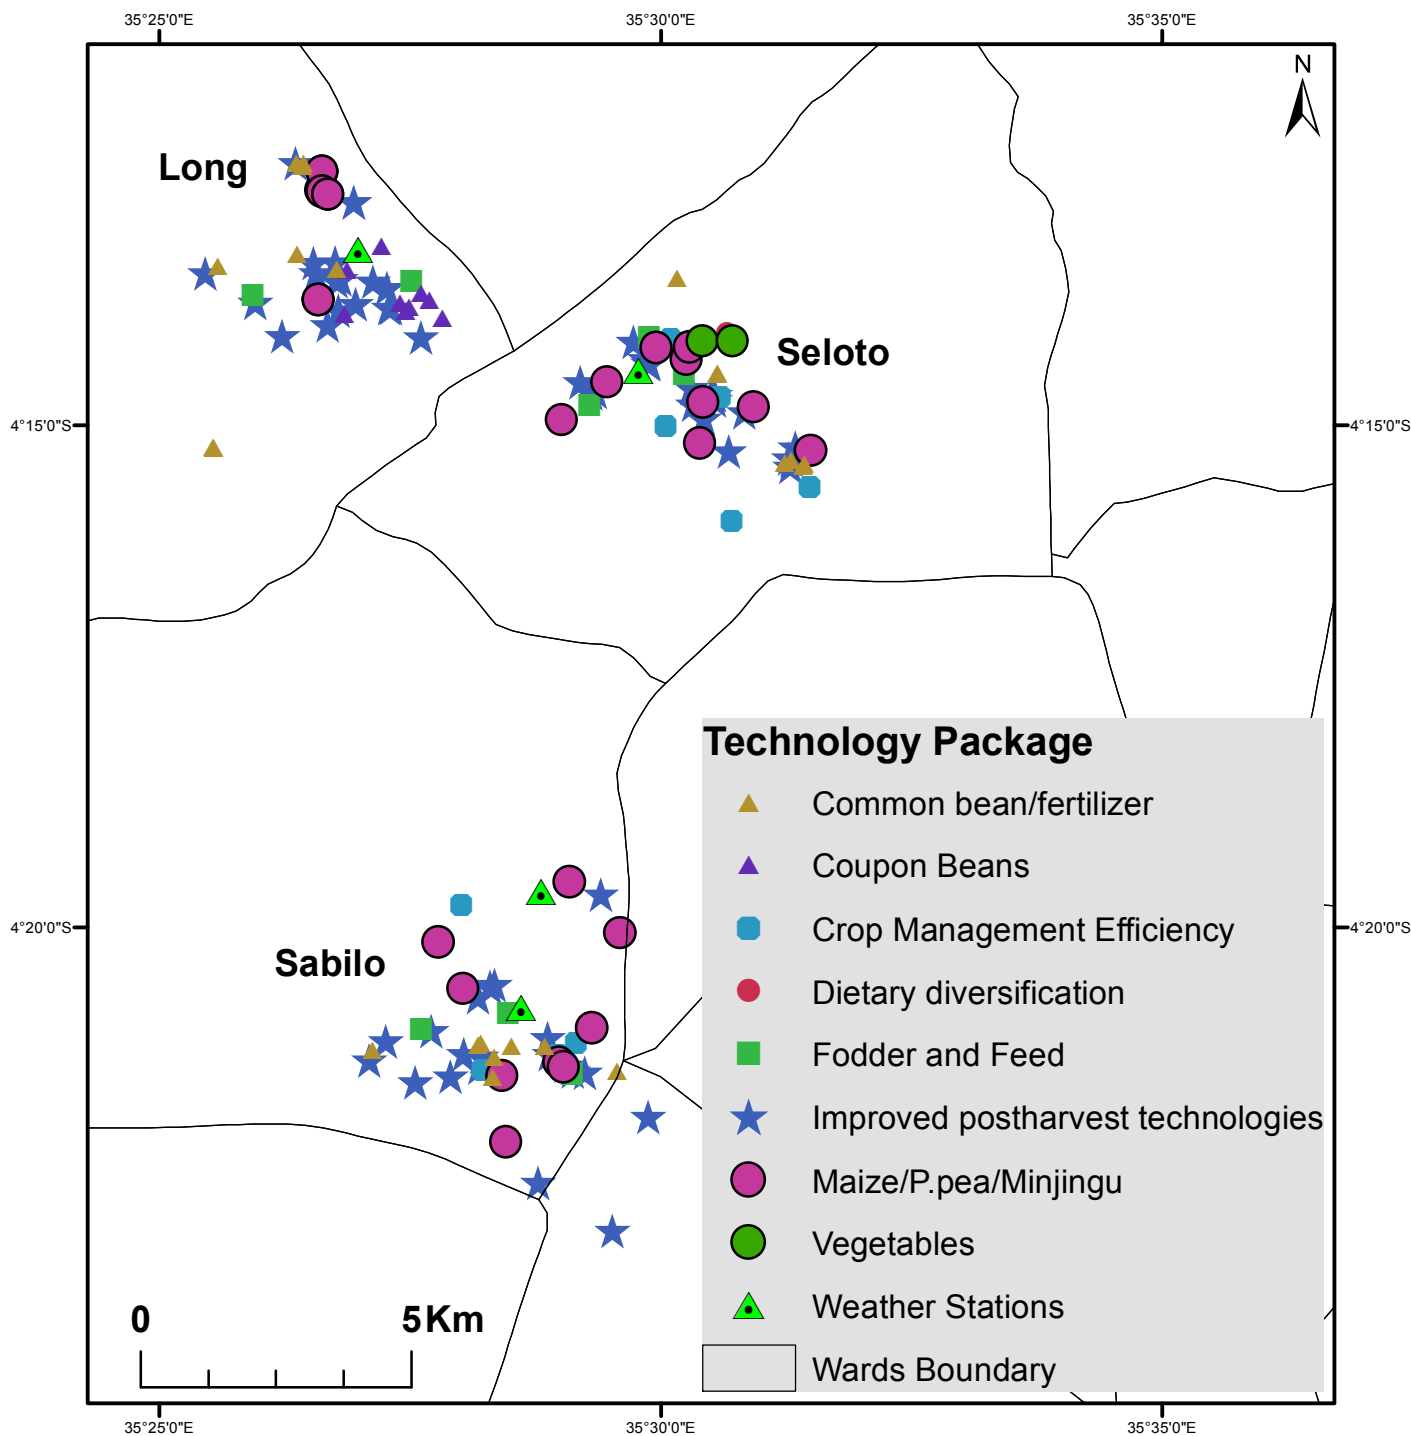 35°25'0"E 35°30'0"E 35°35'0"E
N
Long
Seloto
4°15'0"S 4°15'0"S
Technology Package
Common bean/fertilizer
Coupon Beans
4°20'0"S Crop Management Efficiency 4°20'0"S
Sabilo
Dietary diversification
Fodder and Feed
Improved postharvest technologies
Maize/P.pea/Minjingu
Vegetables
0 5 Km Weather Stations
Wards Boundary
35°25'0"E 35°30'0"E 35°35'0"E